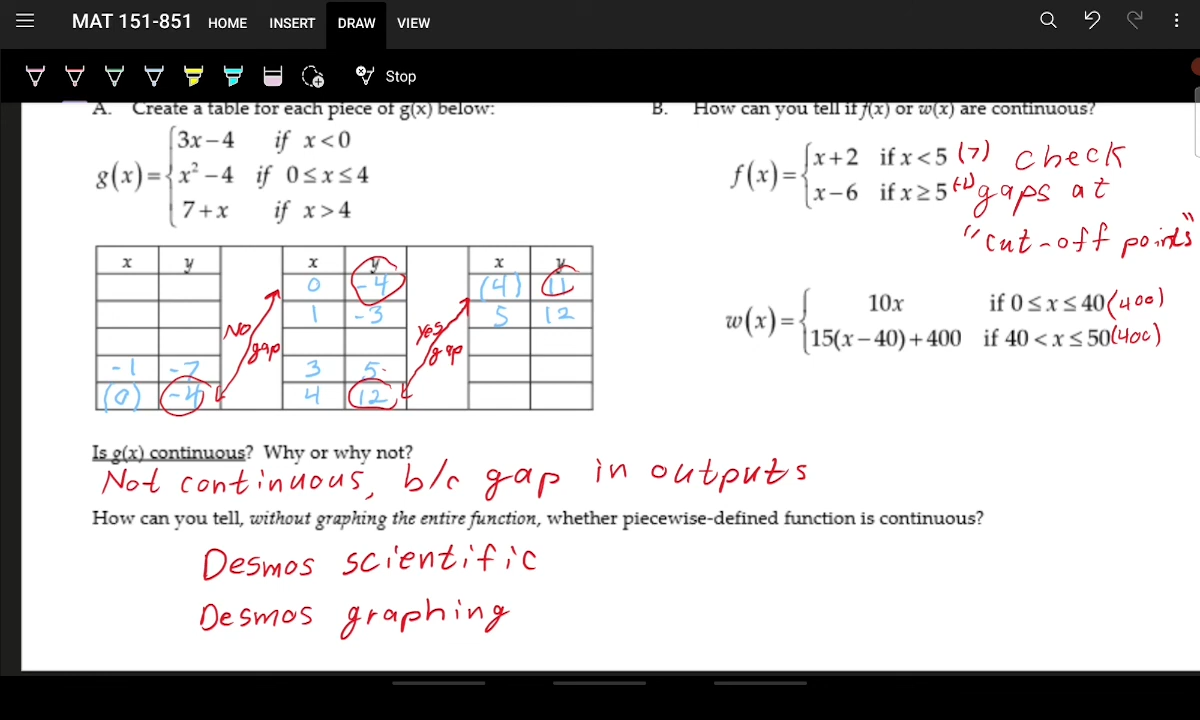 MAT 151-851 HOME INSERT DRAW VIEW
Stop
A. Create a table for each piece of g(x) below:
g(x) = { 3x − 4 if x < 0
x² − 4 if 0 ≤ x ≤ 4
7 + x if x > 4
x y x y x y
0 -4 (4) 11
1 -3 5 12
No gap
Yes gap
-1 -7 3 5
(0) -4 4 12
Is g(x) continuous? Why or why not?
Not continuous, b/c gap in outputs
How can you tell, without graphing the entire function, whether piecewise-defined function is continuous?
Desmos scientific
Desmos graphing
B. How can you tell if f(x) or w(x) are continuous?
f(x) = { x + 2 if x < 5 (7)
x − 6 if x ≥ 5 (-1)
check
gaps at
"cut-off points"
w(x) = { 10x if 0 ≤ x ≤ 40 (400)
15(x − 40) + 400 if 40 < x ≤ 50 (400)